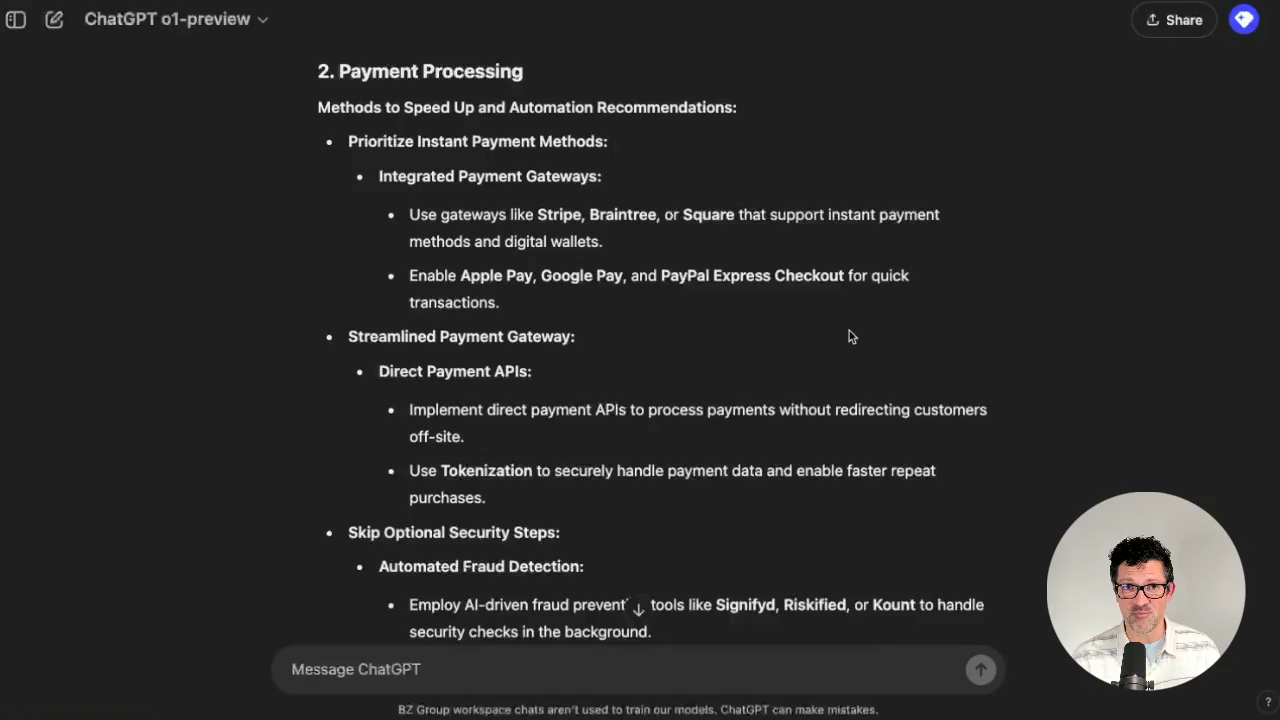 ChatGPT o1-preview
Share
2. Payment Processing
Methods to Speed Up and Automation Recommendations:
Prioritize Instant Payment Methods:
Integrated Payment Gateways:
Use gateways like Stripe, Braintree, or Square that support instant payment
methods and digital wallets.
Enable Apple Pay, Google Pay, and PayPal Express Checkout for quick
transactions.
Streamlined Payment Gateway:
Direct Payment APIs:
Implement direct payment APIs to process payments without redirecting customers
off-site.
Use Tokenization to securely handle payment data and enable faster repeat
purchases.
Skip Optional Security Steps:
Automated Fraud Detection:
Employ AI-driven fraud prevent tools like Signifyd, Riskified, or Kount to handle
security checks in the background.
Message ChatGPT
BZ Group workspace chats aren't used to train our models. ChatGPT can make mistakes.
?